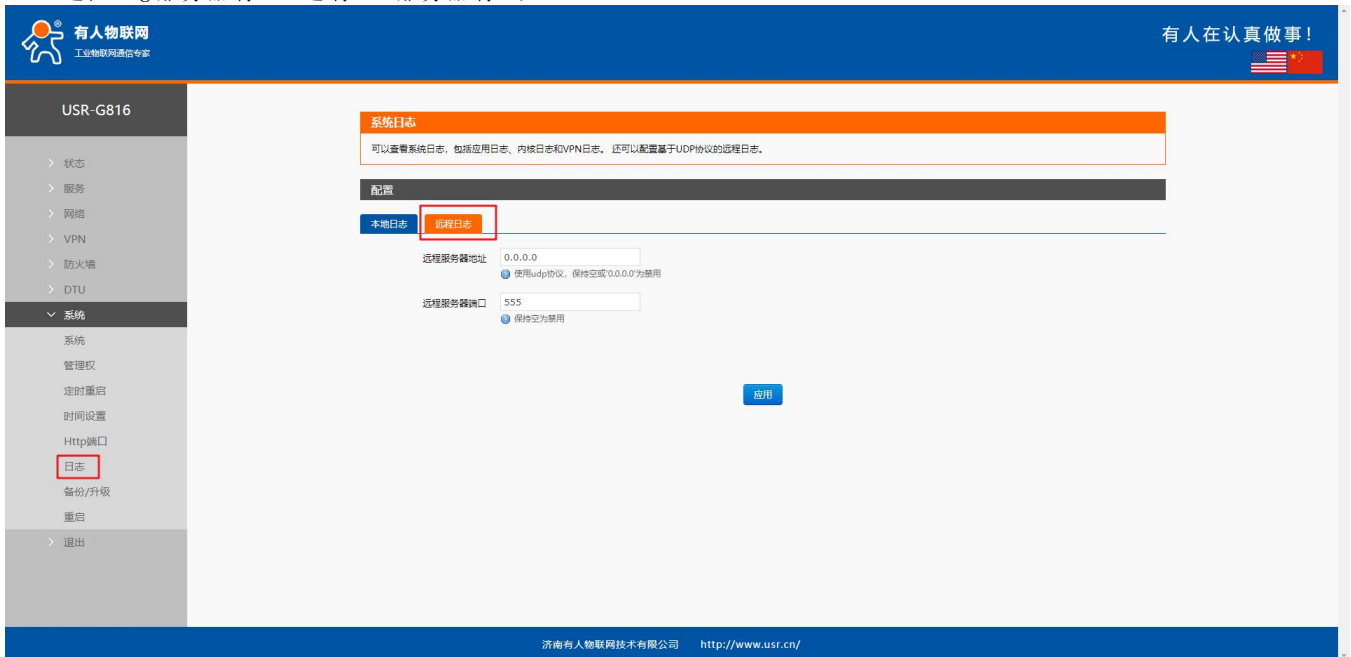 有人物联网
工业物联网通信专家
有人在认真做事!
USR-G816
状态
服务
网络
VPN
防火墙
DTU
系统
系统
管理权
定时重启
时间设置
Http端口
日志
备份/升级
重启
退出
系统日志
可以查看系统日志,包括应用日志、内核日志和VPN日志。 还可以配置基于UDP协议的远程日志。
配置
本地日志 远程日志
远程服务器地址 0.0.0.0
使用udp协议,保持空或'0.0.0.0'为禁用
远程服务器端口 555
保持空为禁用
应用
济南有人物联网技术有限公司 http://www.usr.cn/